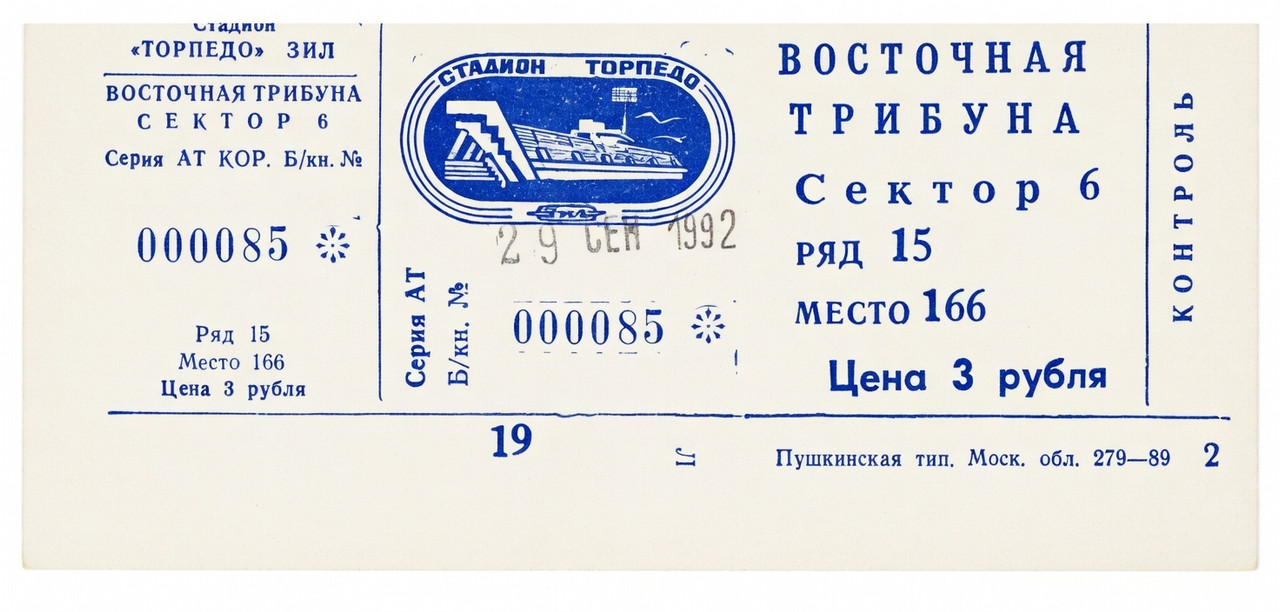 Стадион
«ТОРПЕДО» ЗИЛ
ВОСТОЧНАЯ ТРИБУНА
СЕКТОР 6
Серия АТ КОР. Б/кн. №
000085
Ряд 15
Место 166
Цена 3 рубля
СТАДИОН ТОРПЕДО
ЗИЛ
29 СЕН 1992
Серия АТ
Б/кн. №
000085
ВОСТОЧНАЯ
ТРИБУНА
Сектор 6
РЯД 15
МЕСТО 166
Цена 3 рубля
КОНТРОЛЬ
19
Л
Пушкинская тип. Моск. обл. 279—89 2